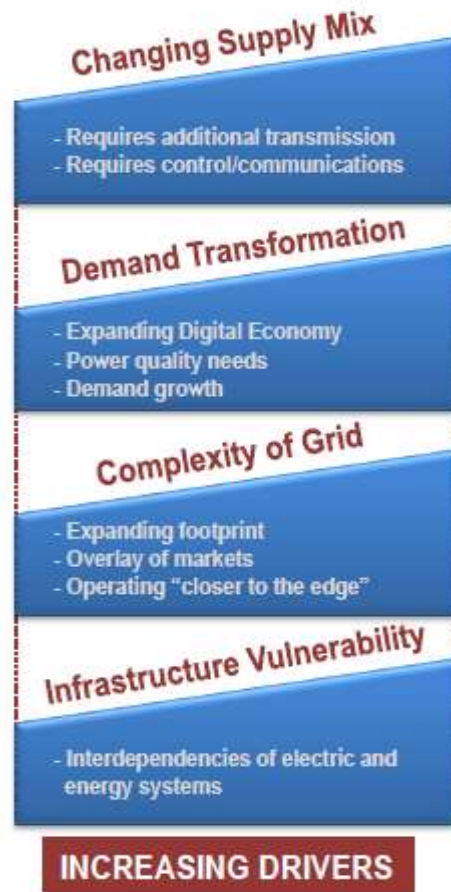 Changing Supply Mix
- Requires additional transmission
- Requires control/communications
Demand Transformation
- Expanding Digital Economy
- Power quality needs
- Demand growth
Complexity of Grid
- Expanding footprint
- Overlay of markets
- Operating “closer to the edge”
Infrastructure Vulnerability
- Interdependencies of electric and
energy systems
INCREASING DRIVERS